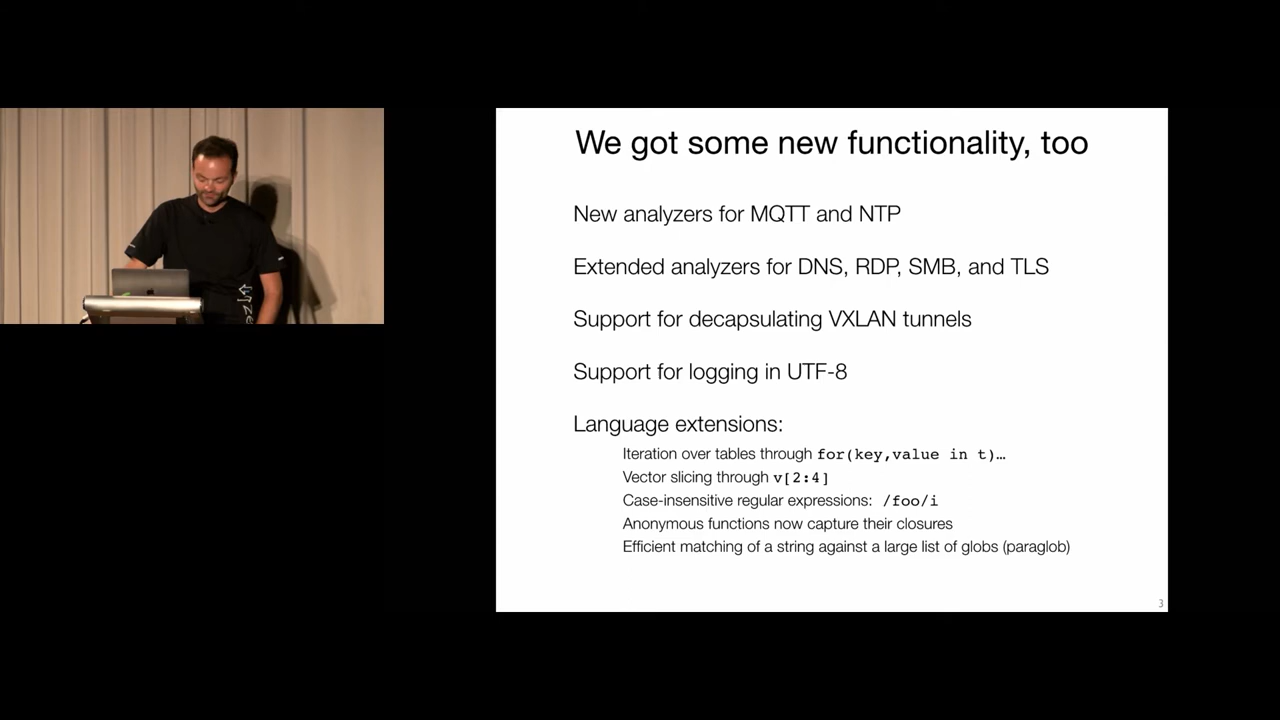 We got some new functionality, too
New analyzers for MQTT and NTP
Extended analyzers for DNS, RDP, SMB, and TLS
Support for decapsulating VXLAN tunnels
Support for logging in UTF-8
Language extensions:
Iteration over tables through for(key,value in t)…
Vector slicing through v[2:4]
Case-insensitive regular expressions: /foo/i
Anonymous functions now capture their closures
Efficient matching of a string against a large list of globs (paraglob)
3